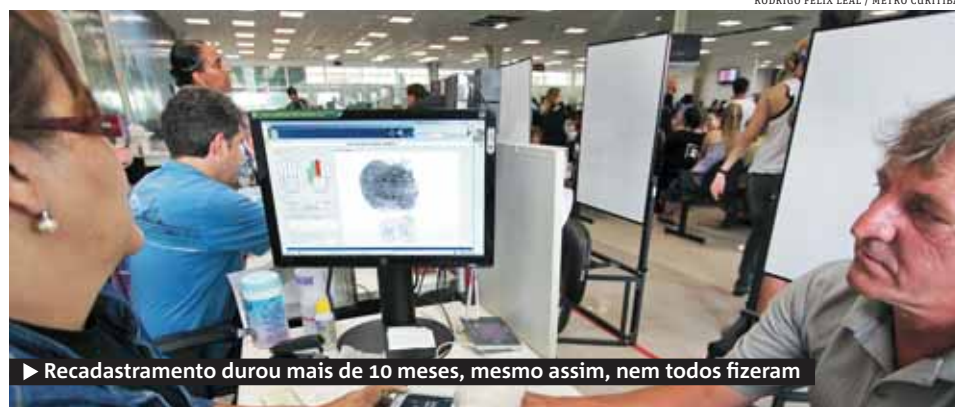 RODRIGO FÉLIX LEAL / METRO CURITIBA
▶ Recadastramento durou mais de 10 meses, mesmo assim, nem todos fizeram